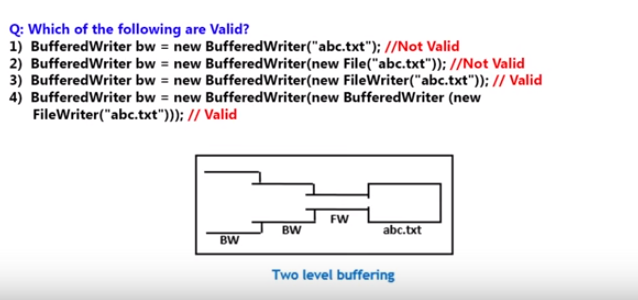 Q: Which of the following are Valid?
1) BufferedWriter bw = new BufferedWriter("abc.txt"); //Not Valid
2) BufferedWriter bw = new BufferedWriter(new File("abc.txt")); //Not Valid
3) BufferedWriter bw = new BufferedWriter(new FileWriter("abc.txt")); // Valid
4) BufferedWriter bw = new BufferedWriter(new BufferedWriter (new
FileWriter("abc.txt"))); // Valid
FW
BW
abc.txt
BW
Two level buffering